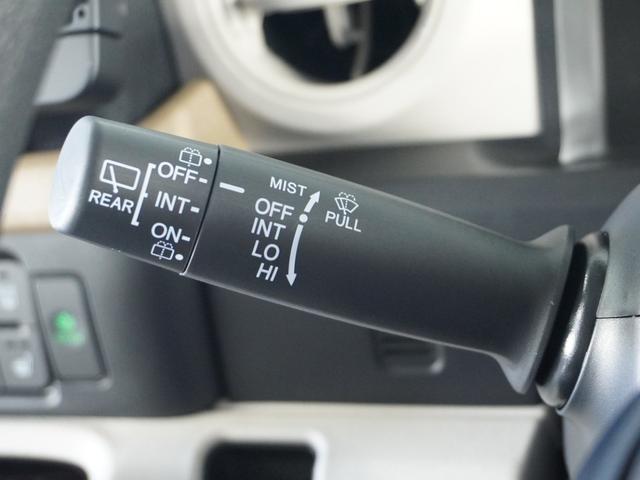 REAR
OFF
INT
ON
MIST
OFF
INT
LO
HI
PULL